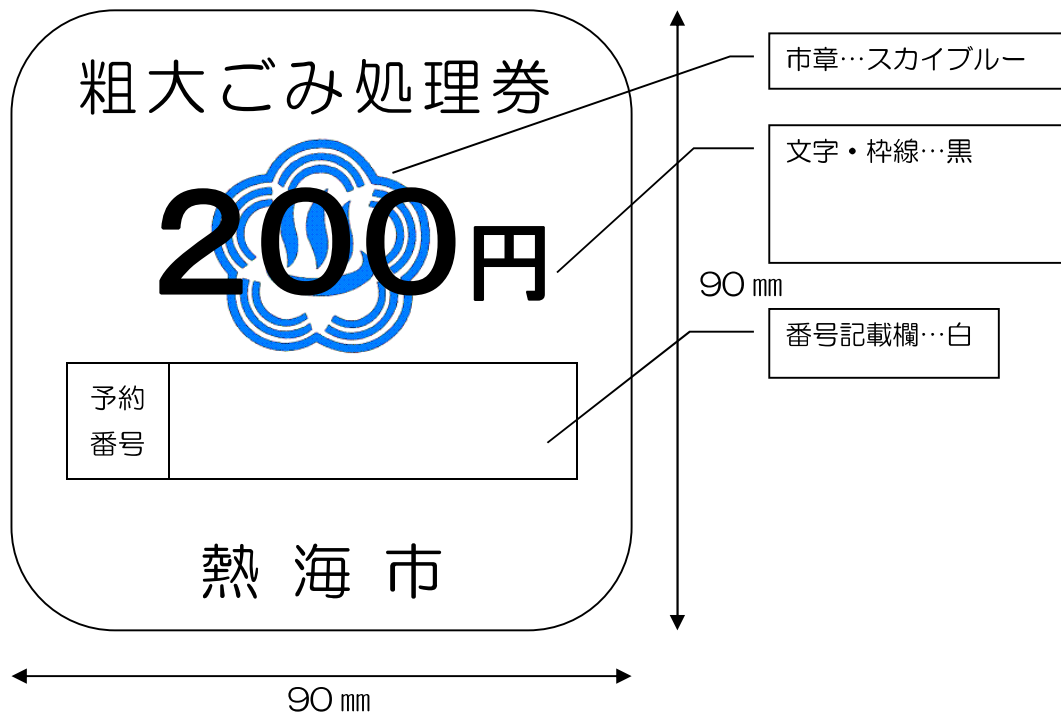 粗大ごみ処理券
200円
予約
番号
熱海市
90㎜
90㎜
市章…スカイブルー
文字・枠線…黒
番号記載欄…白